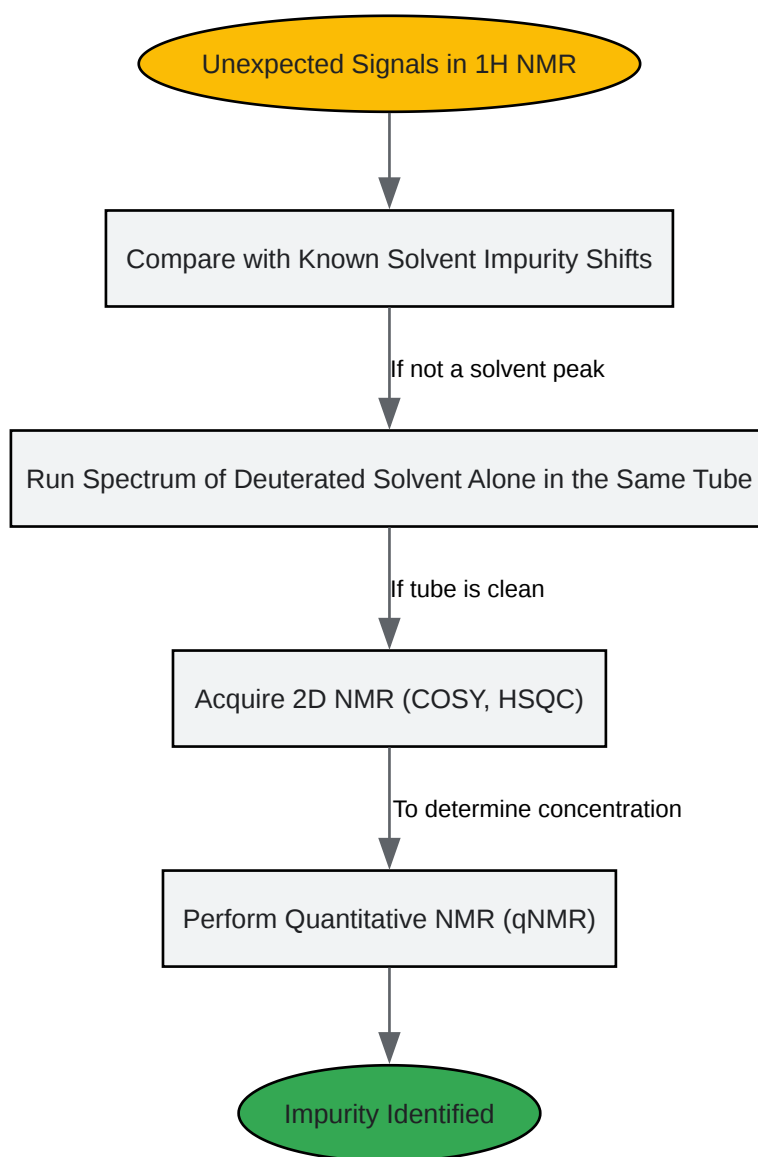 Unexpected Signals in 1H NMR
Compare with Known Solvent Impurity Shifts
If not a solvent peak
Run Spectrum of Deuterated Solvent Alone in the Same Tube
If tube is clean
Acquire 2D NMR (COSY, HSQC)
To determine concentration
Perform Quantitative NMR (qNMR)
Impurity Identified